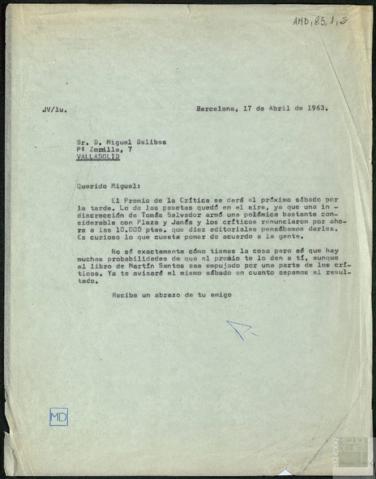 AMD, 85, 1, 2
JV/lu.
Barcelona, 17 de Abril de 1963.
Sr. D. Miguel Delibes
Pº Zorrilla, 7
VALLADOLID
Querido Miguel:
El Premio de la Crítica se dará el próximo sábado por
la tarde. Lo de las pesetas quedó en el aire, ya que una in-
discreción de Tomás Salvador armó una polémica bastante con-
siderable con Plaza y Janés y los críticos renunciaron por aho-
ra a las 10.000 ptas. que diez editoriales pensábamos darles.
Es curioso lo que cuesta poner de acuerdo a la gente.
No sé exactamente cómo tienes la cosa pero sé que hay
muchas probabilidades de que el premio te lo den a tí, aunque
el libro de Martín Santos sea empujado por una parte de los crí-
ticos. Ya te avisaré el mismo sábado en cuanto sepamos el resul-
tado.
Recibe un abrazo de tu amigo
MD